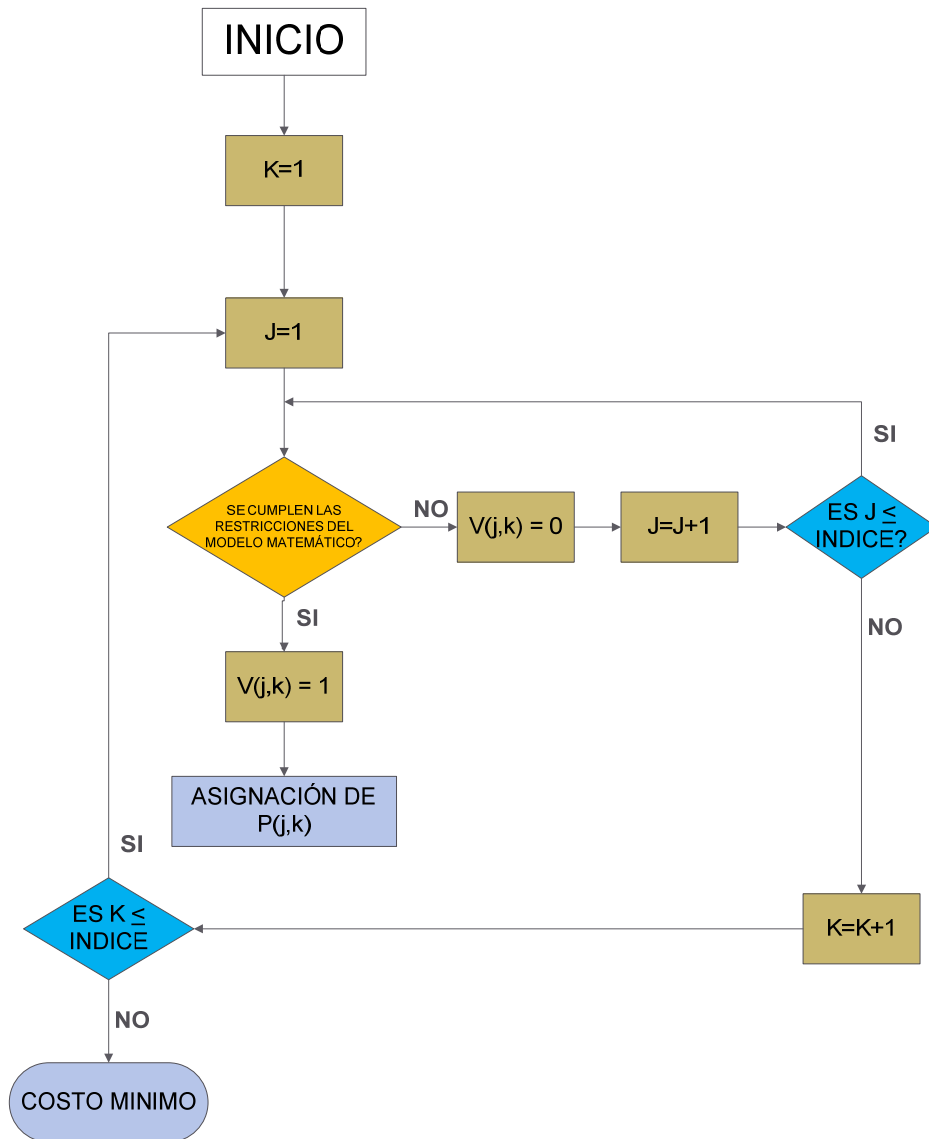 INICIO
K=1
J=1
SI
SE CUMPLEN LAS
RESTRICCIONES DEL
MODELO MATEMÁTICO?
NO
V(j,k) = 0
J=J+1
ES J ≤
INDICE?
SI
NO
V(j,k) = 1
ASIGNACIÓN DE
P(j,k)
SI
ES K ≤
INDICE
K=K+1
NO
COSTO MINIMO